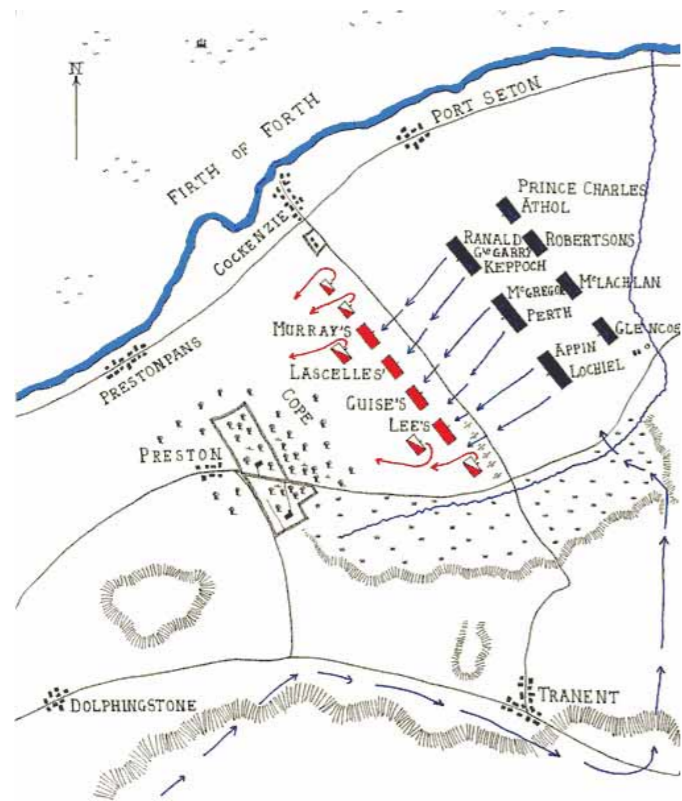 N
FIRTH OF FORTH
PORT SETON
COCKENZIE
PRINCE CHARLES
ATHOL
RANALD
GNGARRY
KEPPOCH
ROBERTSONS
MCGREGOR
PERTH
MCLACHLAN
GLENCOE
APPIN
LOCHIEL
MURRAY'S
LASCELLES'
GUISE'S
LEE'S
COPE
PRESTONPANS
PRESTON
DOLPHINGSTONE
TRANENT